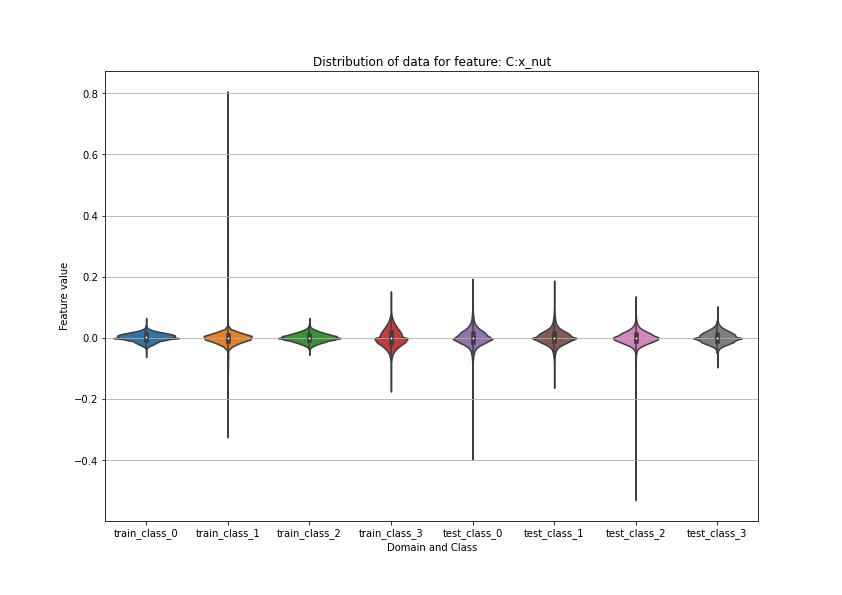 Distribution of data for feature: C:x_nut
0.8
0.6
0.4
0.2
0.0
−0.2
−0.4
Feature value
train_class_0 train_class_1 train_class_2 train_class_3 test_class_0 test_class_1 test_class_2 test_class_3
Domain and Class